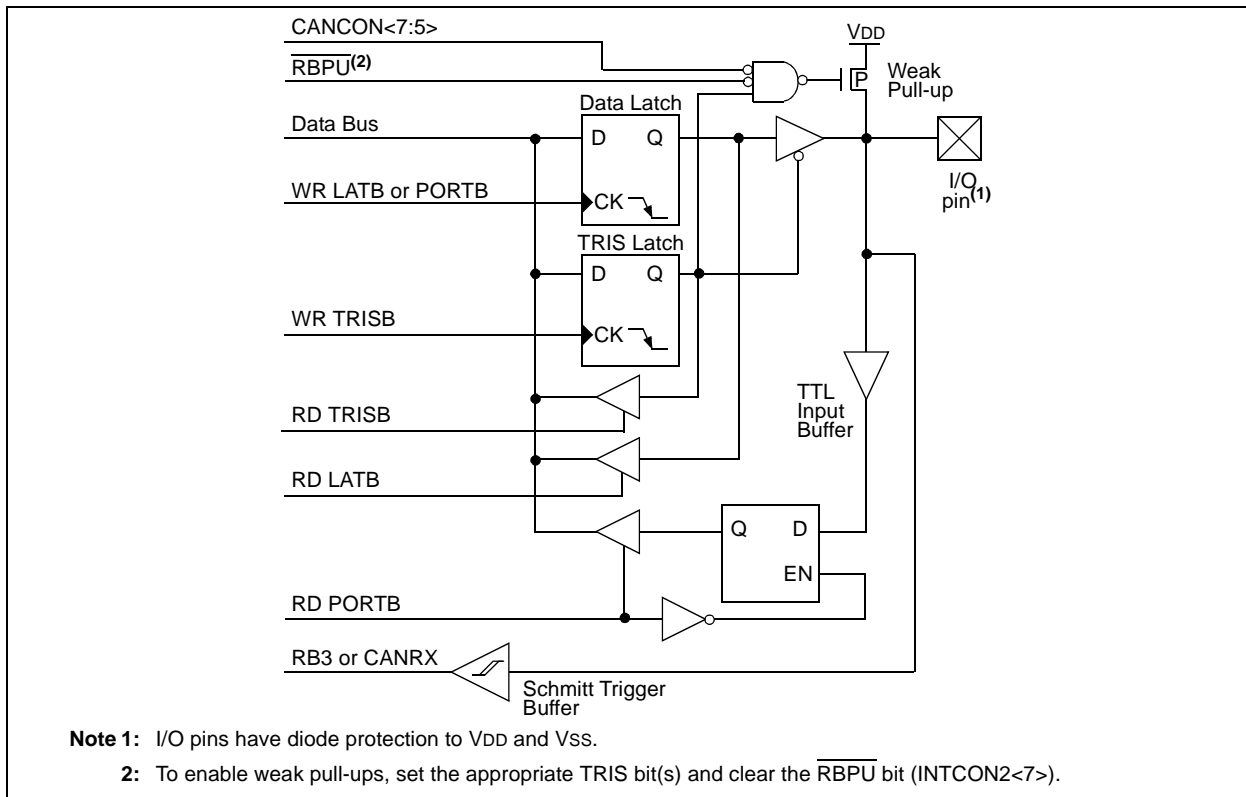 CANCON<7:5>
RBPU(2)
VDD
P
Weak
Pull-up
Data Latch
Data Bus
D Q
I/O
pin(1)
WR LATB or PORTB
CK
TRIS Latch
D Q
WR TRISB
CK
TTL
Input
Buffer
RD TRISB
RD LATB
Q D
EN
RD PORTB
RB3 or CANRX
Schmitt Trigger
Buffer
Note 1: I/O pins have diode protection to VDD and VSS.
2: To enable weak pull-ups, set the appropriate TRIS bit(s) and clear the RBPU bit (INTCON2<7>).